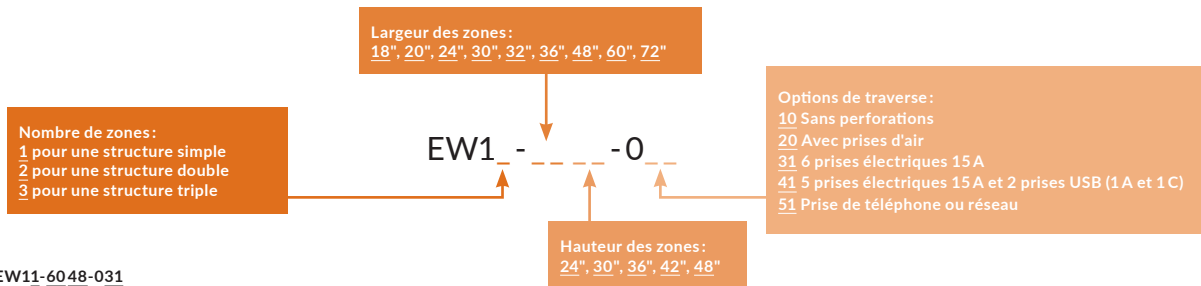 Largeur des zones :
18", 20", 24", 30", 32", 36", 48", 60", 72"
Nombre de zones :
1 pour une structure simple
2 pour une structure double
3 pour une structure triple
EW1_ - _ _ _ _ - 0_ _
Options de traverse :
10 Sans perforations
20 Avec prises d'air
31 6 prises électriques 15 A
41 5 prises électriques 15 A et 2 prises USB (1 A et 1 C)
51 Prise de téléphone ou réseau
Hauteur des zones :
24", 30", 36", 42", 48"
EW11-6048-031